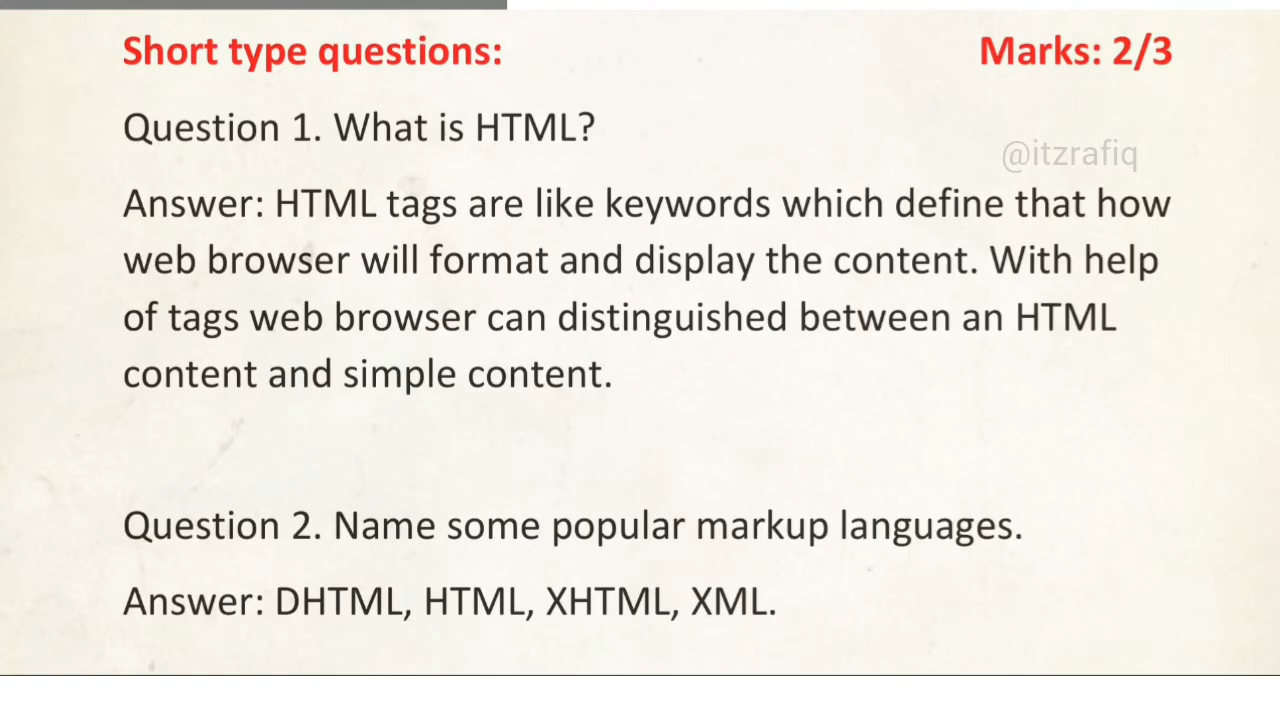 Short type questions: Marks: 2/3
Question 1. What is HTML?
@itzrafiq
Answer: HTML tags are like keywords which define that how
web browser will format and display the content. With help
of tags web browser can distinguished between an HTML
content and simple content.
Question 2. Name some popular markup languages.
Answer: DHTML, HTML, XHTML, XML.